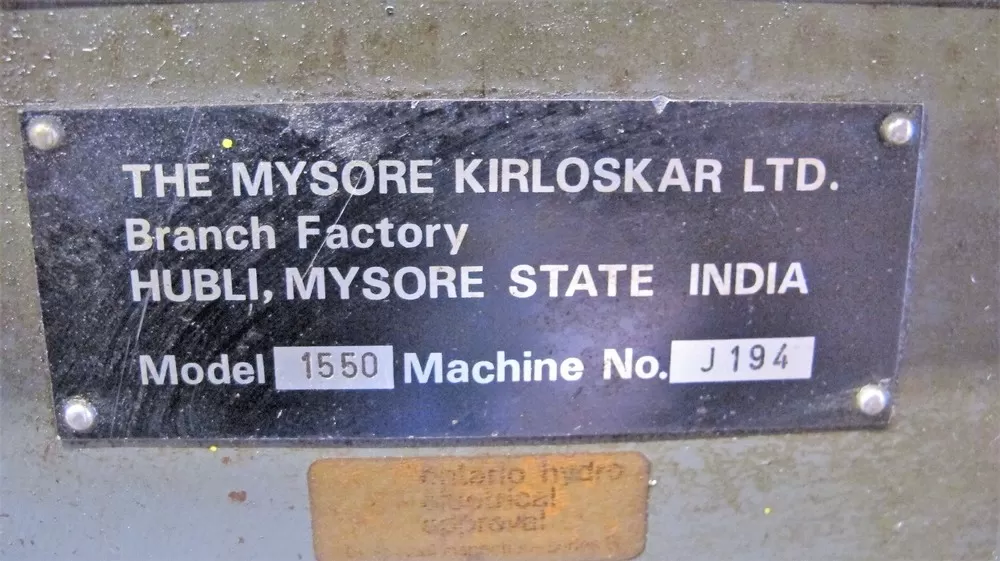 THE MYSORE KIRLOSKAR LTD.
Branch Factory
HUBLI, MYSORE STATE INDIA
Model 1550 Machine No. J194
ontario hydro
electrical
approval